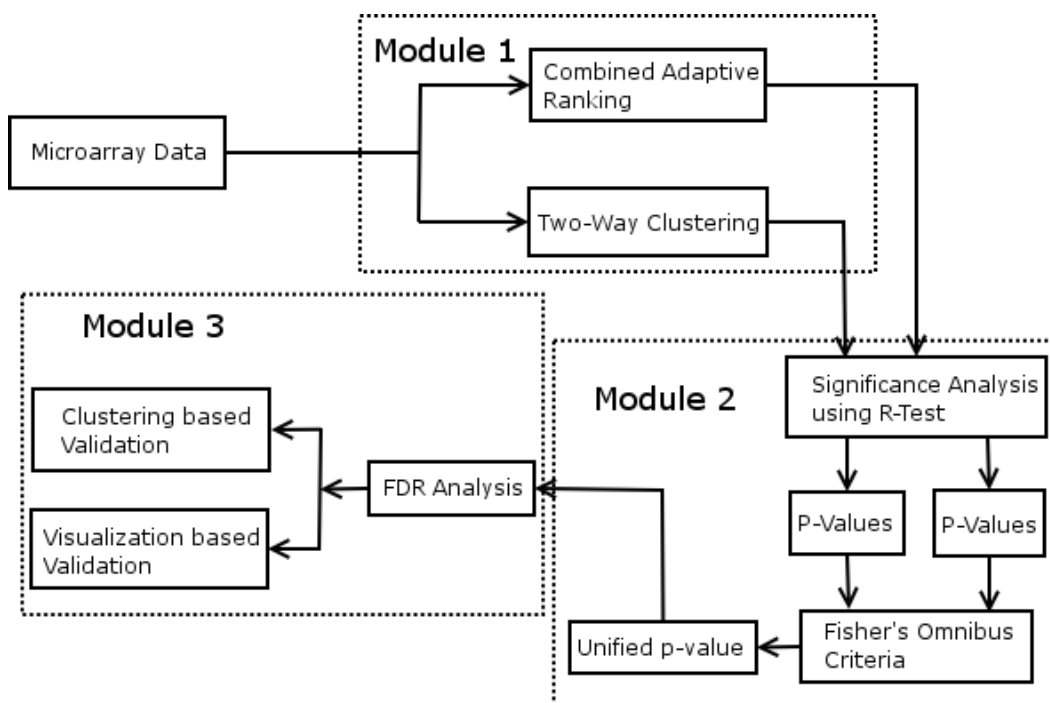 Module 1
Combined Adaptive
Ranking
Microarray Data
Two-Way Clustering
Module 3
Clustering based
Validation
Visualization based
Validation
FDR Analysis
Module 2
Significance Analysis
using R-Test
P-Values
P-Values
Fisher's Omnibus
Criteria
Unified p-value